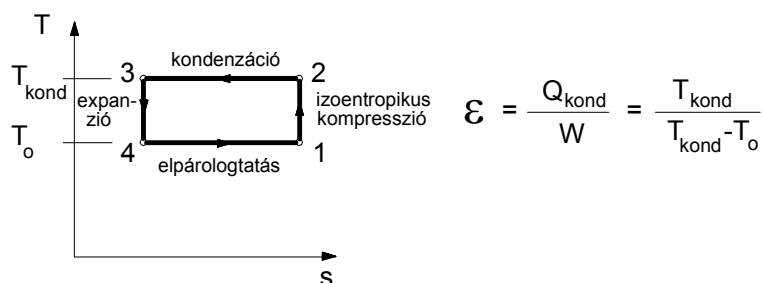 T
kondenzáció
3
2
T_kond
expan-
zió
izoentropikus
kompresszió
T_o
4
1
elpárologtatás
s
ε = Q_kond / W = T_kond / (T_kond-T_o)